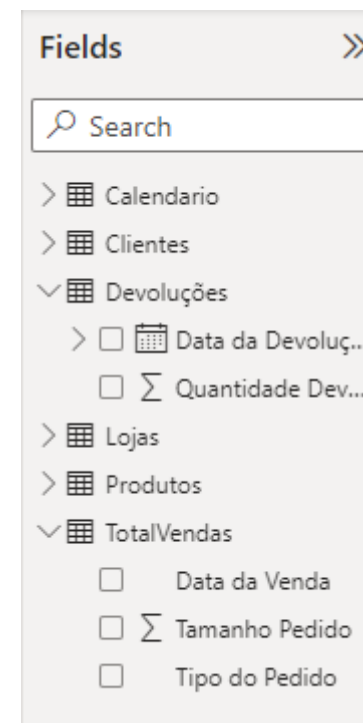 Fields
Search
Calendario
Clientes
Devoluções
Data da Devoluç...
Quantidade Dev...
Lojas
Produtos
TotalVendas
Data da Venda
Tamanho Pedido
Tipo do Pedido